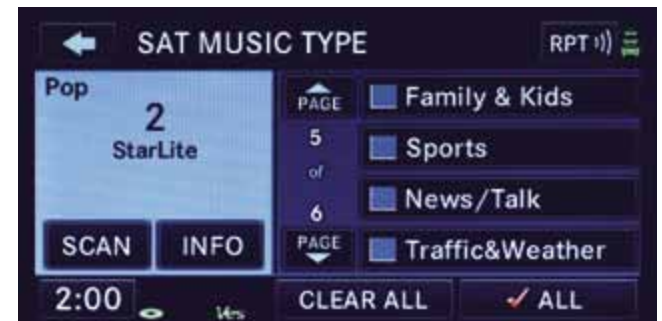 SAT MUSIC TYPE
RPT
Pop
2
StarLite
SCAN
INFO
PAGE
5
of
6
PAGE
Family & Kids
Sports
News/Talk
Traffic&Weather
2:00
Ves
CLEAR ALL
ALL